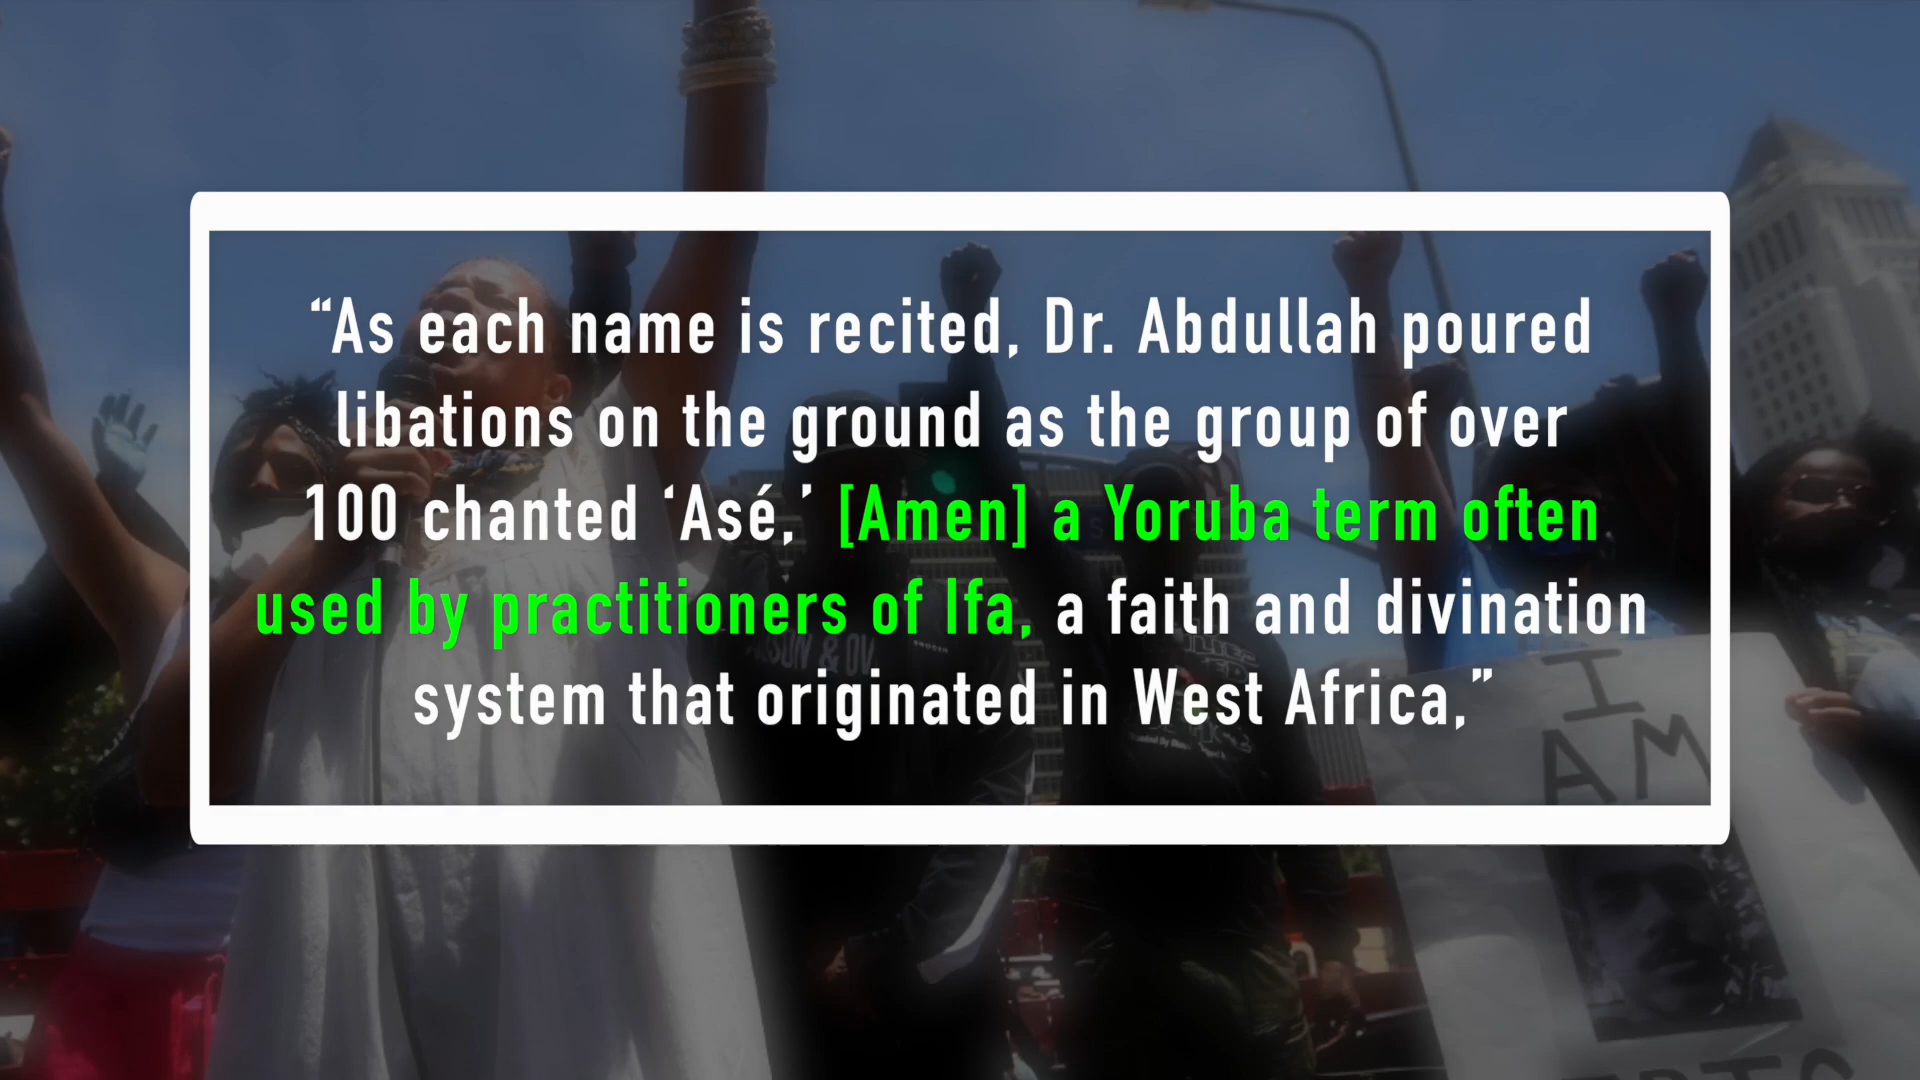 “As each name is recited, Dr. Abdullah poured
libations on the ground as the group of over
100 chanted ‘Asé,’ [Amen] a Yoruba term often
used by practitioners of Ifa, a faith and divination
system that originated in West Africa,”
I
AM